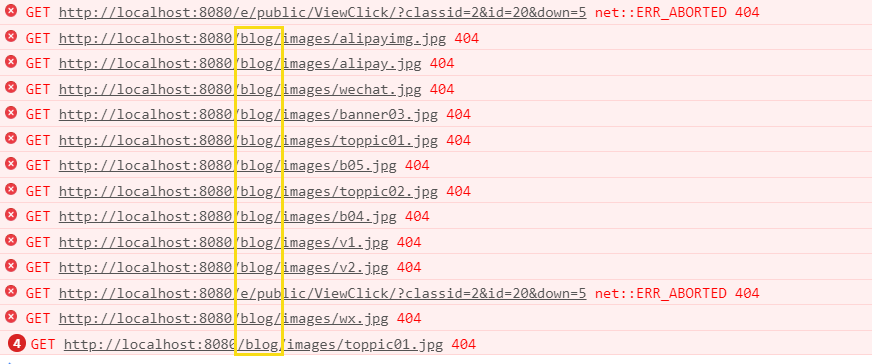 GET http://localhost:8080/e/public/ViewClick/?classid=2&id=20&down=5 net::ERR_ABORTED 404
GET http://localhost:8080/blog/images/alipayimg.jpg 404
GET http://localhost:8080/blog/images/alipay.jpg 404
GET http://localhost:8080/blog/images/wechat.jpg 404
GET http://localhost:8080/blog/images/banner03.jpg 404
GET http://localhost:8080/blog/images/toppic01.jpg 404
GET http://localhost:8080/blog/images/b05.jpg 404
GET http://localhost:8080/blog/images/toppic02.jpg 404
GET http://localhost:8080/blog/images/b04.jpg 404
GET http://localhost:8080/blog/images/v1.jpg 404
GET http://localhost:8080/blog/images/v2.jpg 404
GET http://localhost:8080/e/public/ViewClick/?classid=2&id=20&down=5 net::ERR_ABORTED 404
GET http://localhost:8080/blog/images/wx.jpg 404
4 GET http://localhost:8080/blog/images/toppic01.jpg 404